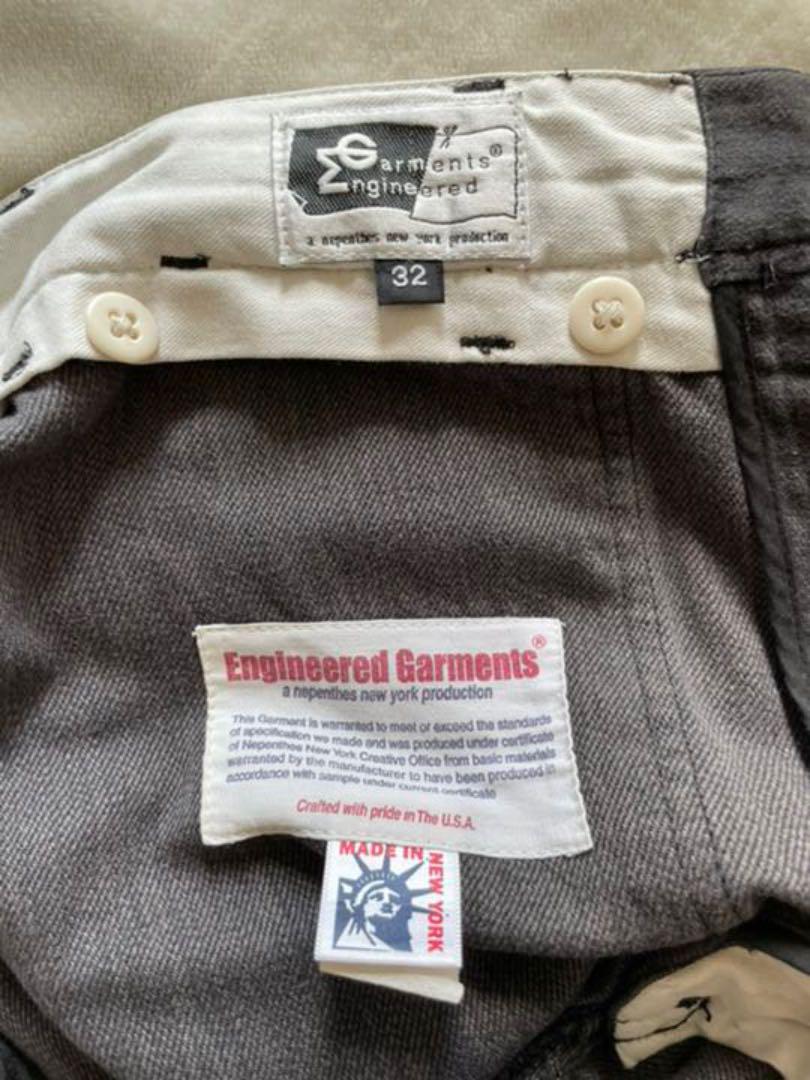 EGarments®
Engineered
a nepenthes new york production
32
Engineered Garments®
a nepenthes new york production
This Garment is warranted to meet or exceed the standards
of specification we made and was produced under certificate
of Nepenthes New York Creative Office from basic materials
warranted by the manufacturer to have been produced in
accordance with sample under current certificate
Crafted with pride in The U.S.A.
MADE IN
NEW YORK